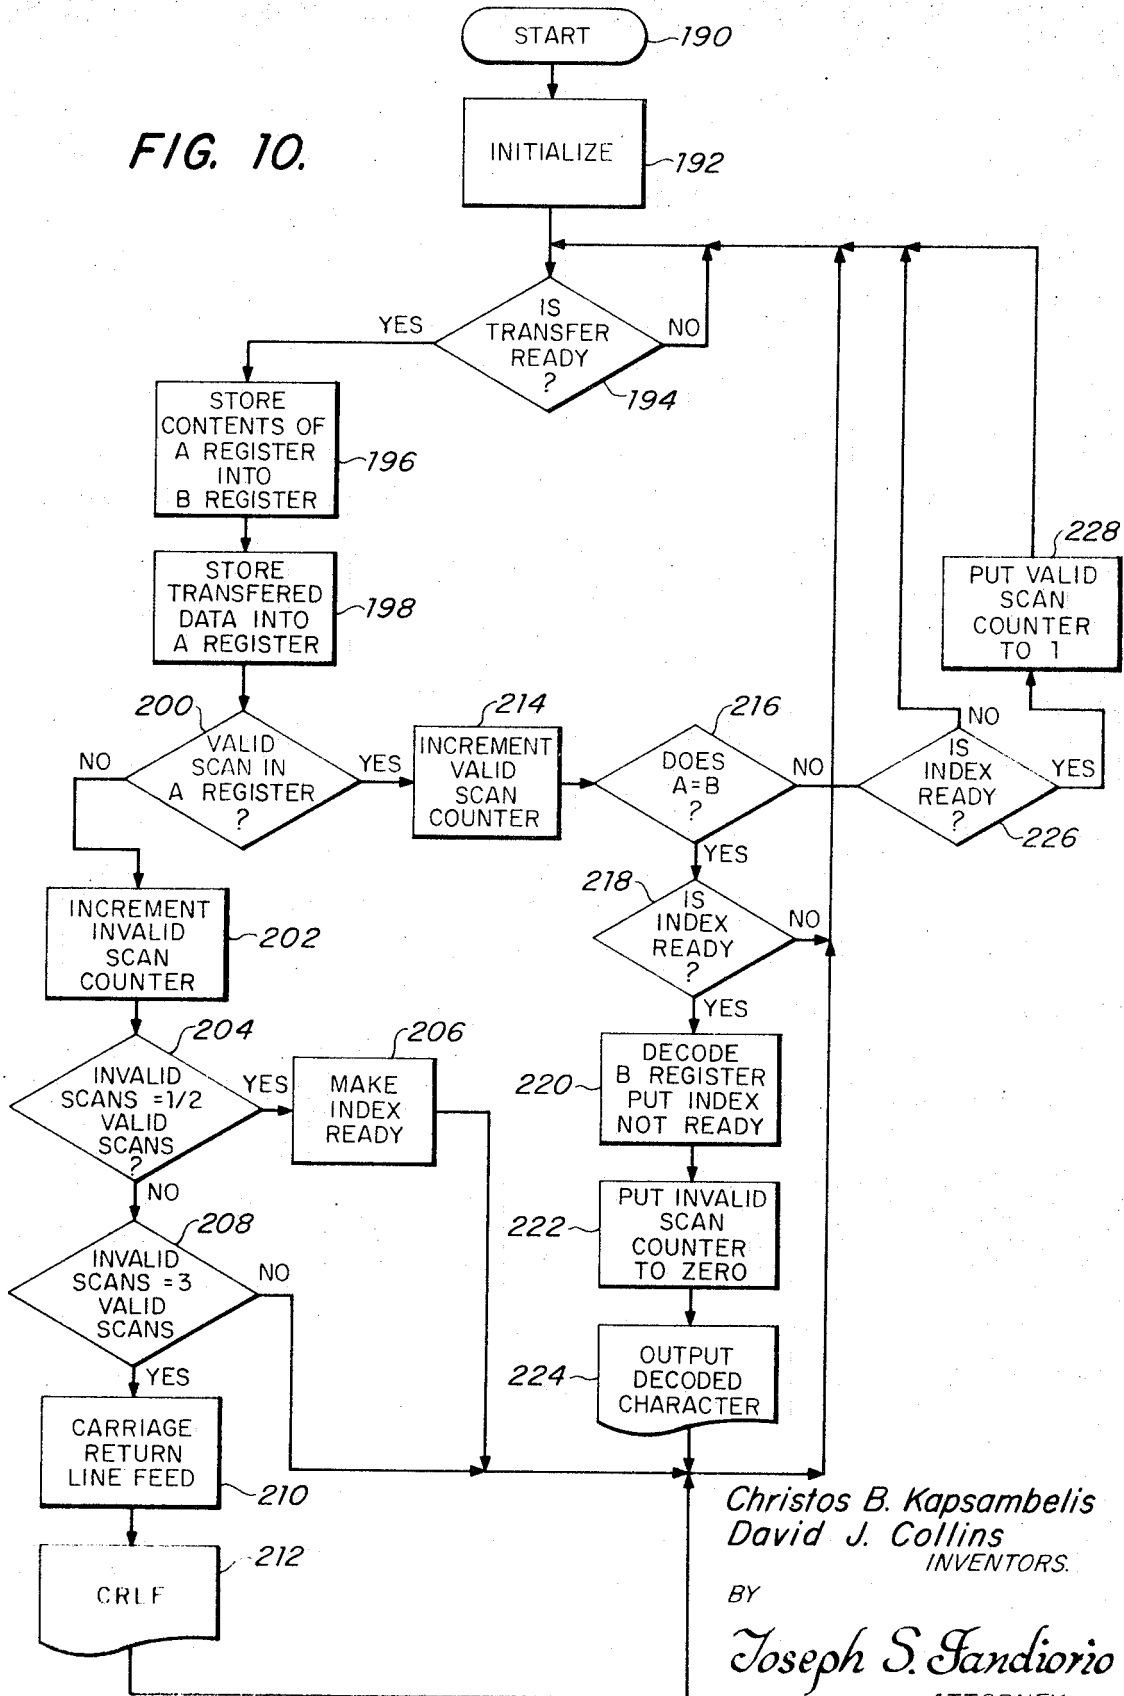 START
190
FIG. 10.
INITIALIZE
192
IS
TRANSFER
READY
?
YES
NO
194
STORE
CONTENTS OF
A REGISTER
INTO
B REGISTER
196
STORE
TRANSFERED
DATA INTO
A REGISTER
198
228
PUT VALID
SCAN
COUNTER
TO 1
200
VALID
SCAN IN
A REGISTER
?
NO
YES
214
INCREMENT
VALID
SCAN
COUNTER
216
DOES
A=B
?
NO
YES
NO
IS
INDEX
READY
?
YES
226
INCREMENT
INVALID
SCAN
COUNTER
202
218
IS
INDEX
READY
?
NO
YES
204
INVALID
SCANS =1/2
VALID
SCANS
?
YES
NO
206
MAKE
INDEX
READY
220
DECODE
B REGISTER
PUT INDEX
NOT READY
208
INVALID
SCANS =3
VALID
SCANS
NO
YES
222
PUT INVALID
SCAN
COUNTER
TO ZERO
224
OUTPUT
DECODED
CHARACTER
CARRIAGE
RETURN
LINE FEED
210
212
CRLF
Christos B. Kapsambelis
David J. Collins
INVENTORS.
BY
Joseph S. Iandiorio
ATTORNEY